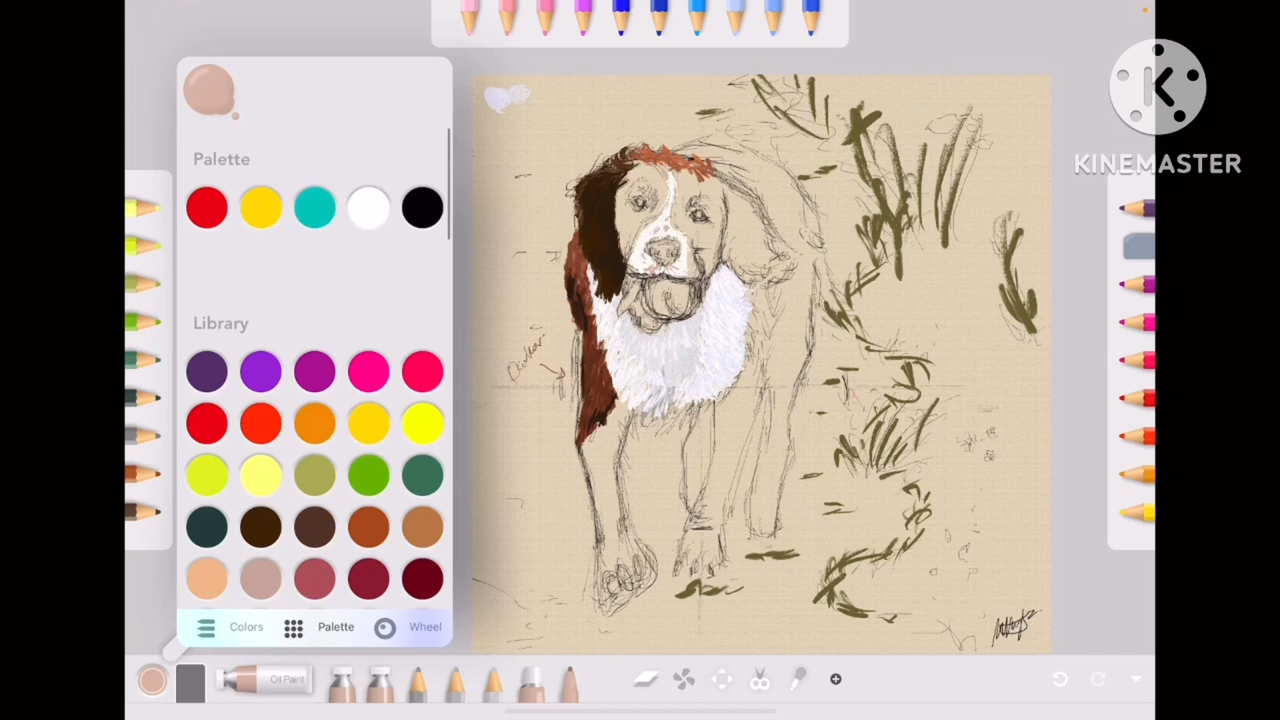 KINEMASTER
Palette
Library
Colors
Palette
Wheel
Oil Paint